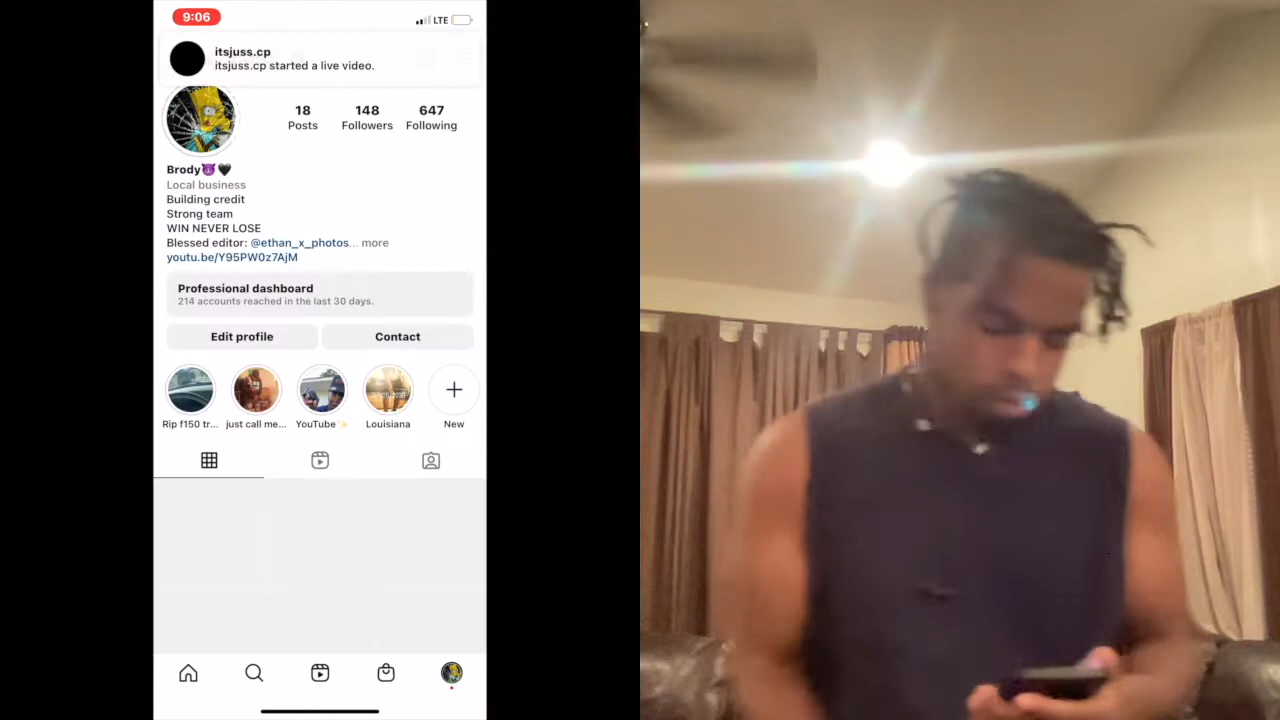 9:06
LTE
itsjuss.cp
itsjuss.cp started a live video.
18
Posts
148
Followers
647
Following
Brody😈🖤
Local business
Building credit
Strong team
WIN NEVER LOSE
Blessed editor: @ethan_x_photos... more
youtu.be/Y95PW0z7AjM
Professional dashboard
214 accounts reached in the last 30 days.
Edit profile
Contact
Rip f150 tr...
just call me...
YouTube✨
Louisiana
New